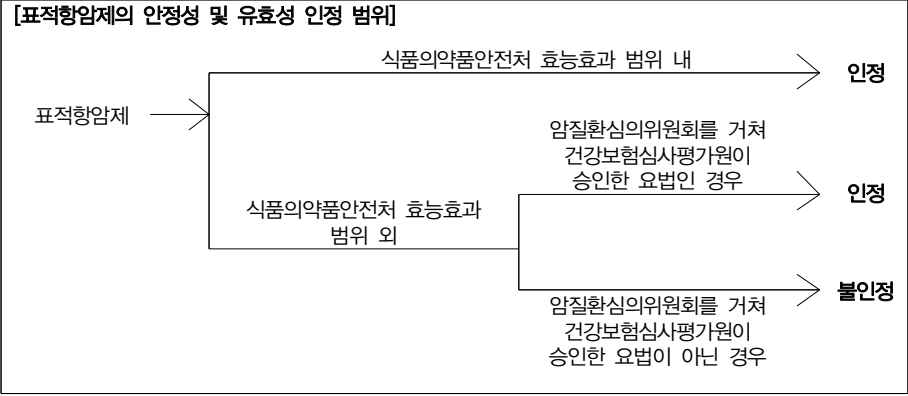 [표적항암제의 안정성 및 유효성 인정 범위]
식품의약품안전처 효능효과 범위 내
인정
표적항암제
암질환심의위원회를 거쳐
건강보험심사평가원이
승인한 요법인 경우
인정
식품의약품안전처 효능효과
범위 외
불인정
암질환심의위원회를 거쳐
건강보험심사평가원이
승인한 요법이 아닌 경우